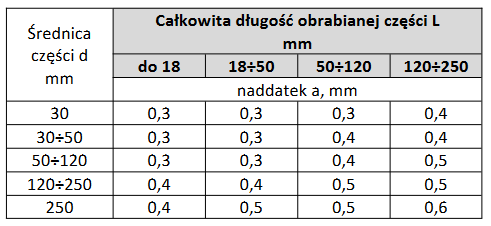 Średnica części d mm
Całkowita długość obrabianej części L
mm
do 18 18÷50 50÷120 120÷250
naddatek a, mm
30 0,3 0,3 0,3 0,4
30÷50 0,3 0,3 0,4 0,4
50÷120 0,3 0,3 0,4 0,5
120÷250 0,4 0,4 0,5 0,5
250 0,4 0,5 0,5 0,6